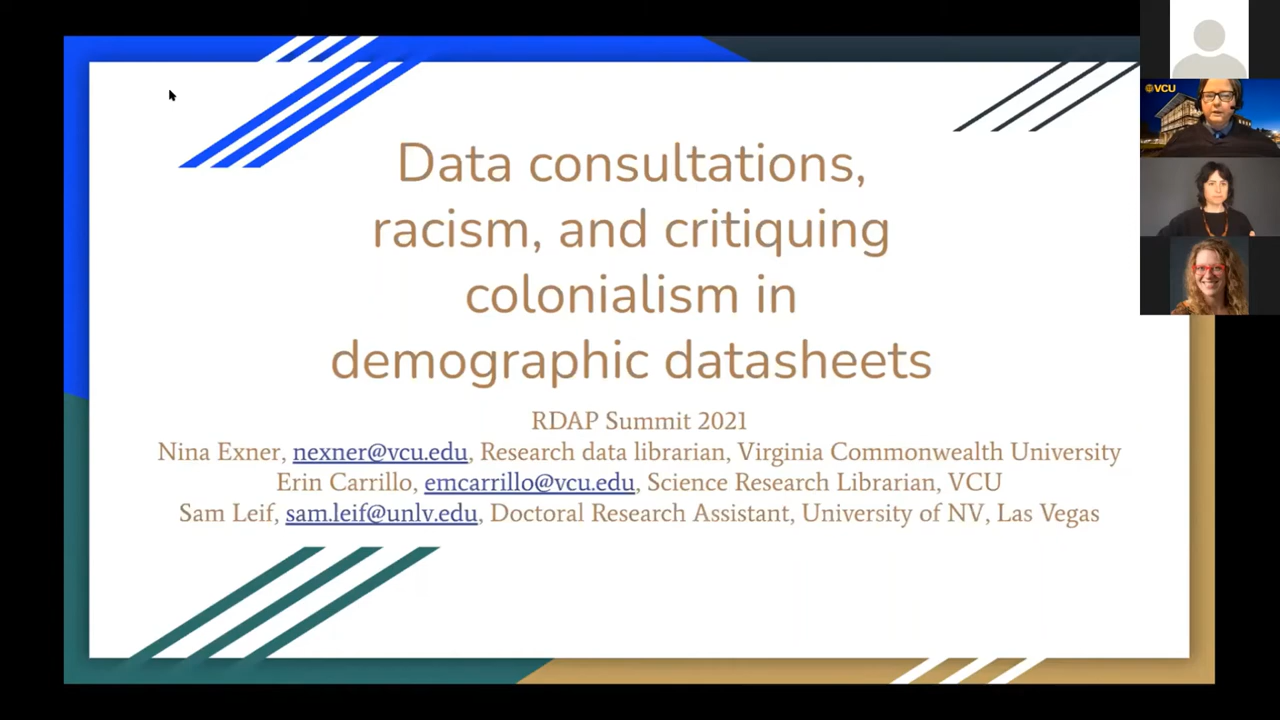 VCU
Data consultations,
racism, and critiquing
colonialism in
demographic datasheets
RDAP Summit 2021
Nina Exner, nexner@vcu.edu, Research data librarian, Virginia Commonwealth University
Erin Carrillo, emcarrillo@vcu.edu, Science Research Librarian, VCU
Sam Leif, sam.leif@unlv.edu, Doctoral Research Assistant, University of NV, Las Vegas